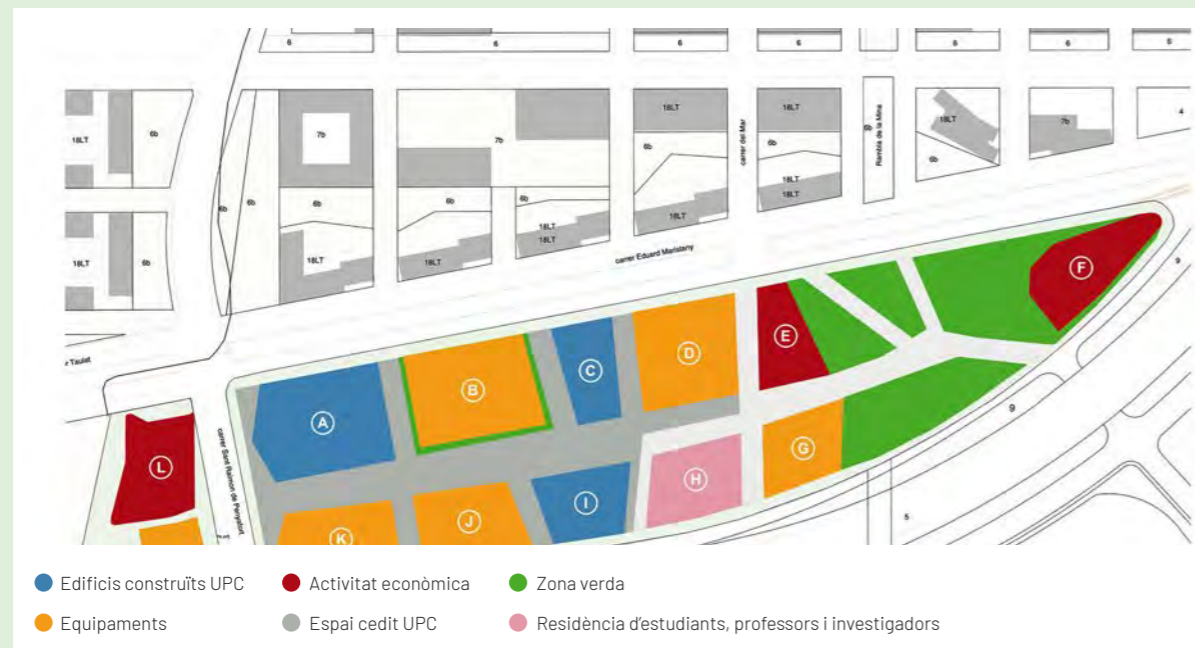 6
6
6
6
6
6
6
18LT
6b
7b
7b
18LT
carrer del Mar
18LT
6b
Rambla de la Mina
18LT
6b
7b
4
6b
6b
18LT
6b
18LT
6b
6b
6b
6b
6b
18LT
18LT
18LT
18LT
18LT
18LT
18LT
carrer Eduard Maristany
r Taulat
9
F
E
D
C
B
A
9
L
carrer Sant Raimon de Penyafort
G
H
I
J
K
5
Edificis construïts UPC
Activitat econòmica
Zona verda
Equipaments
Espai cedit UPC
Residència d'estudiants, professors i investigadors